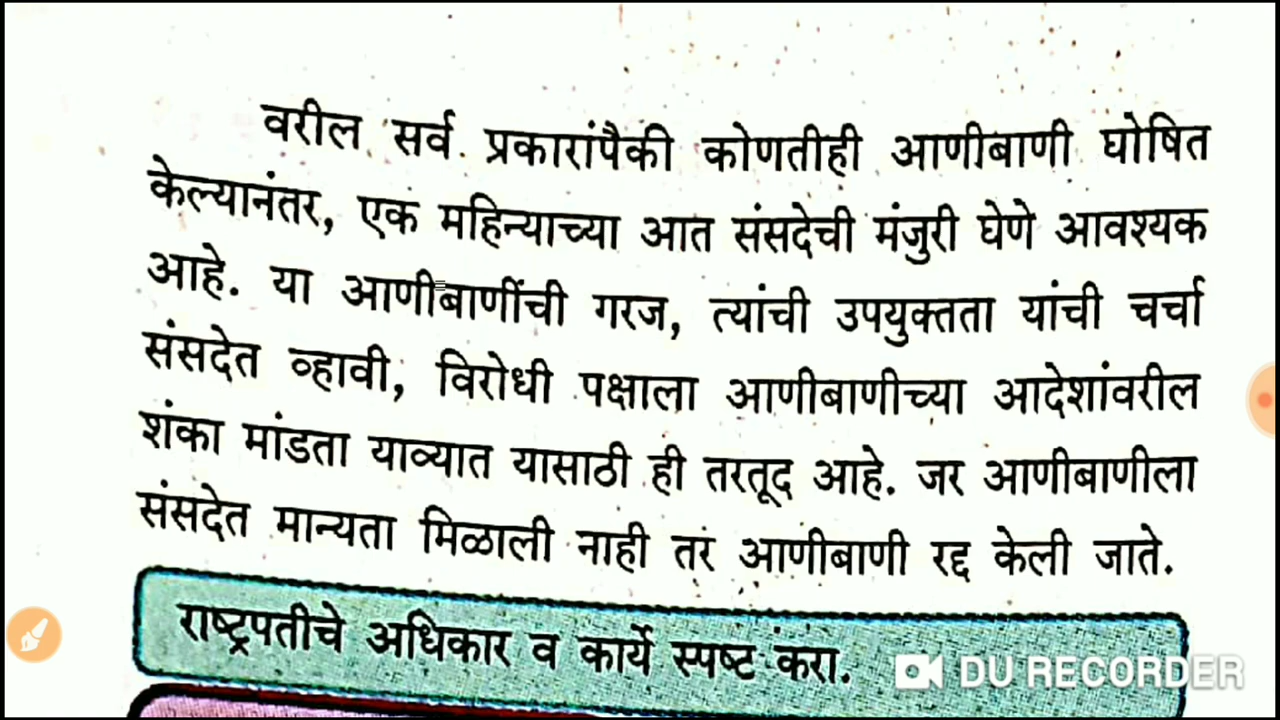 वरील सर्व प्रकारांपैकी कोणतीही आणीबाणी घोषित
केल्यानंतर, एक महिन्याच्या आत संसदेची मंजुरी घेणे आवश्यक
आहे. या आणीबाणींची गरज, त्यांची उपयुक्तता यांची चर्चा
संसदेत व्हावी, विरोधी पक्षाला आणीबाणीच्या आदेशांवरील
शंका मांडता याव्यात यासाठी ही तरतूद आहे. जर आणीबाणीला
संसदेत मान्यता मिळाली नाही तर आणीबाणी रद्द केली जाते.
राष्ट्रपतीचे अधिकार व कार्ये स्पष्ट करा.
DU RECORDER